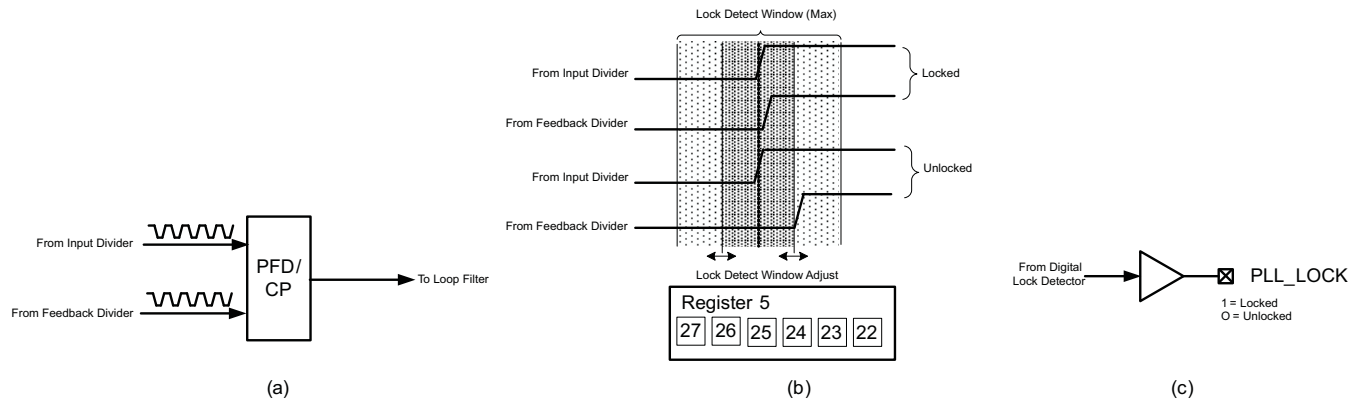 From Input Divider
From Feedback Divider
PFD/
CP
To Loop Filter
(a)
Lock Detect Window (Max)
From Input Divider
From Feedback Divider
Locked
From Input Divider
From Feedback Divider
Unlocked
Lock Detect Window Adjust
Register 5
27 26 25 24 23 22
(b)
From Digital
Lock Detector
PLL_LOCK
1 = Locked
O = Unlocked
(c)